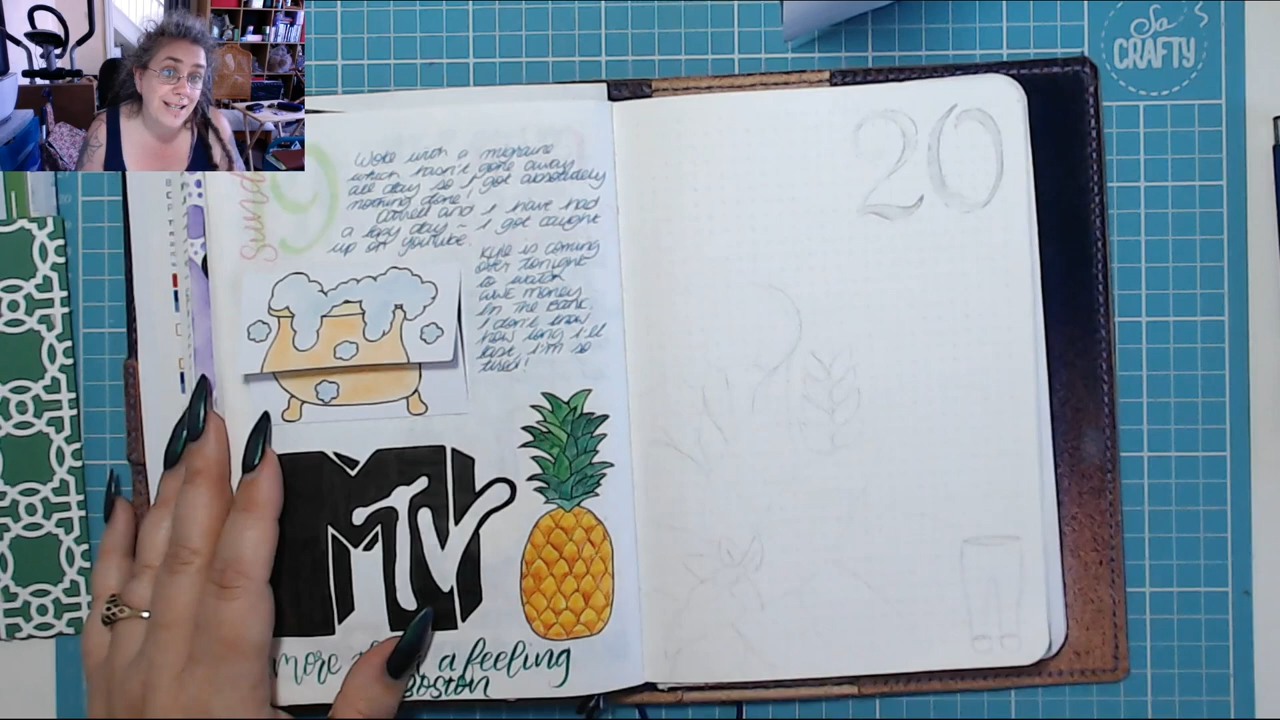 So
CRAFTY
20
9
Woke with a migraine
which hasn't gone away
all day so I got absolutely
nothing done!
and I have had
a lazy day ~ I got caught
up on youtube.
Kyle is coming
over tonight
to watch
WWE money
In The Bank.
I don't know
how long I'll
last, I'm so
tired!
MTV
more a feeling
Boston